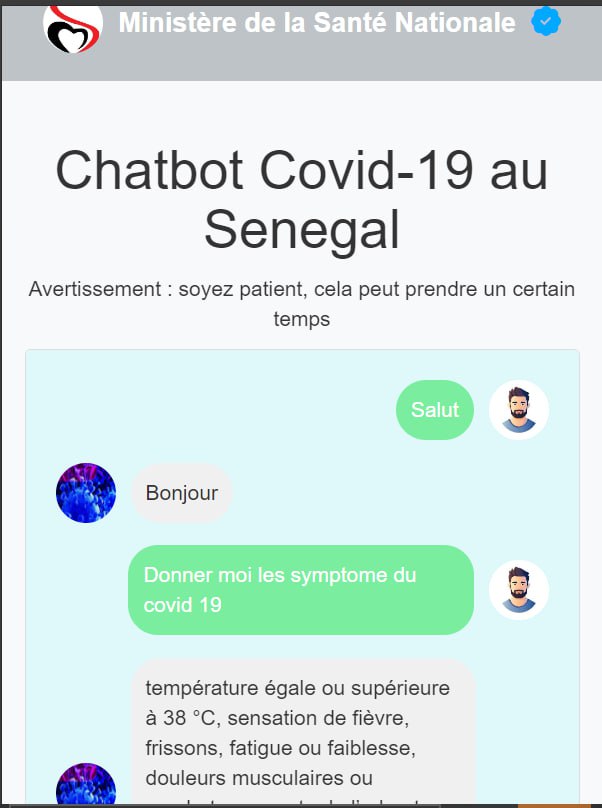 Ministère de la Santé Nationale
Chatbot Covid-19 au
Senegal
Avertissement : soyez patient, cela peut prendre un certain
temps
Salut
Bonjour
Donner moi les symptome du
covid 19
température égale ou supérieure
à 38 °C, sensation de fièvre,
frissons, fatigue ou faiblesse,
douleurs musculaires ou